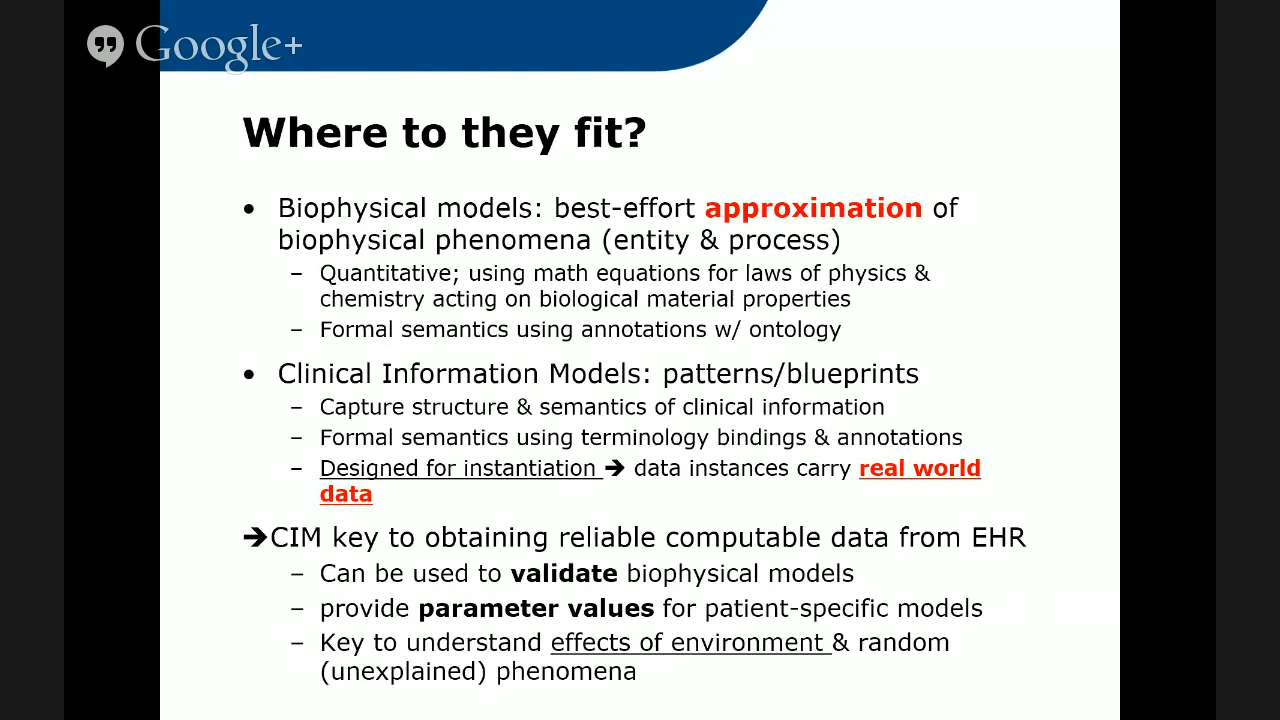 Google+
Where to they fit?
• Biophysical models: best-effort approximation of
biophysical phenomena (entity & process)
– Quantitative; using math equations for laws of physics &
chemistry acting on biological material properties
– Formal semantics using annotations w/ ontology
• Clinical Information Models: patterns/blueprints
– Capture structure & semantics of clinical information
– Formal semantics using terminology bindings & annotations
– Designed for instantiation ➔ data instances carry real world
data
➔CIM key to obtaining reliable computable data from EHR
– Can be used to validate biophysical models
– provide parameter values for patient-specific models
– Key to understand effects of environment & random
(unexplained) phenomena